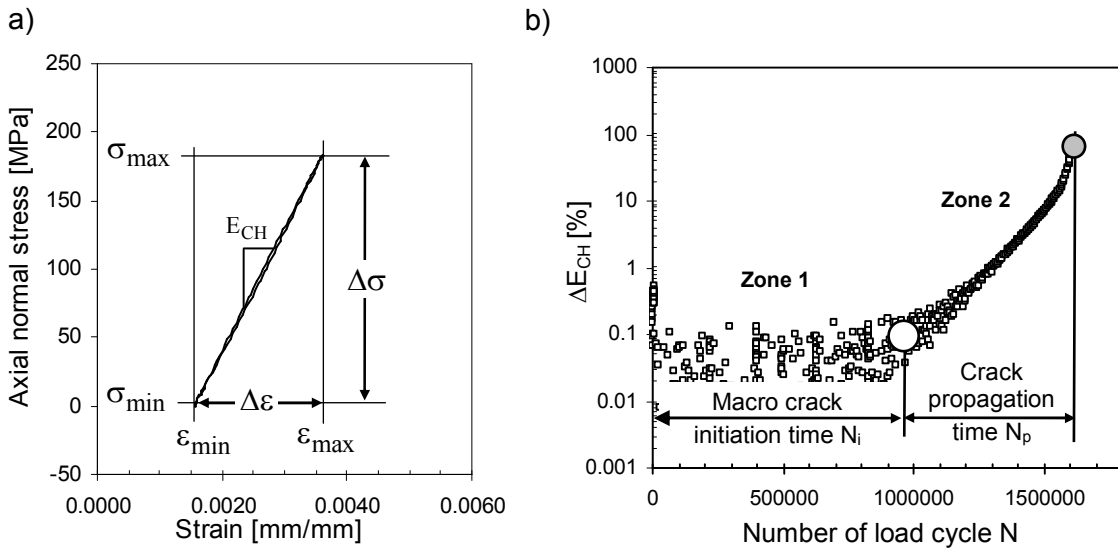 a)
250
200
150
100
50
0
-50
Axial normal stress [MPa]
σmax
σmin
ECH
Δσ
Δε
εmin
εmax
0.0000
0.0020
0.0040
0.0060
Strain [mm/mm]
b)
1000
100
10
1
0.1
0.01
0.001
ΔECH [%]
Zone 1
Zone 2
Macro crack
initiation time Ni
Crack
propagation
time Np
0
500000
1000000
1500000
Number of load cycle N